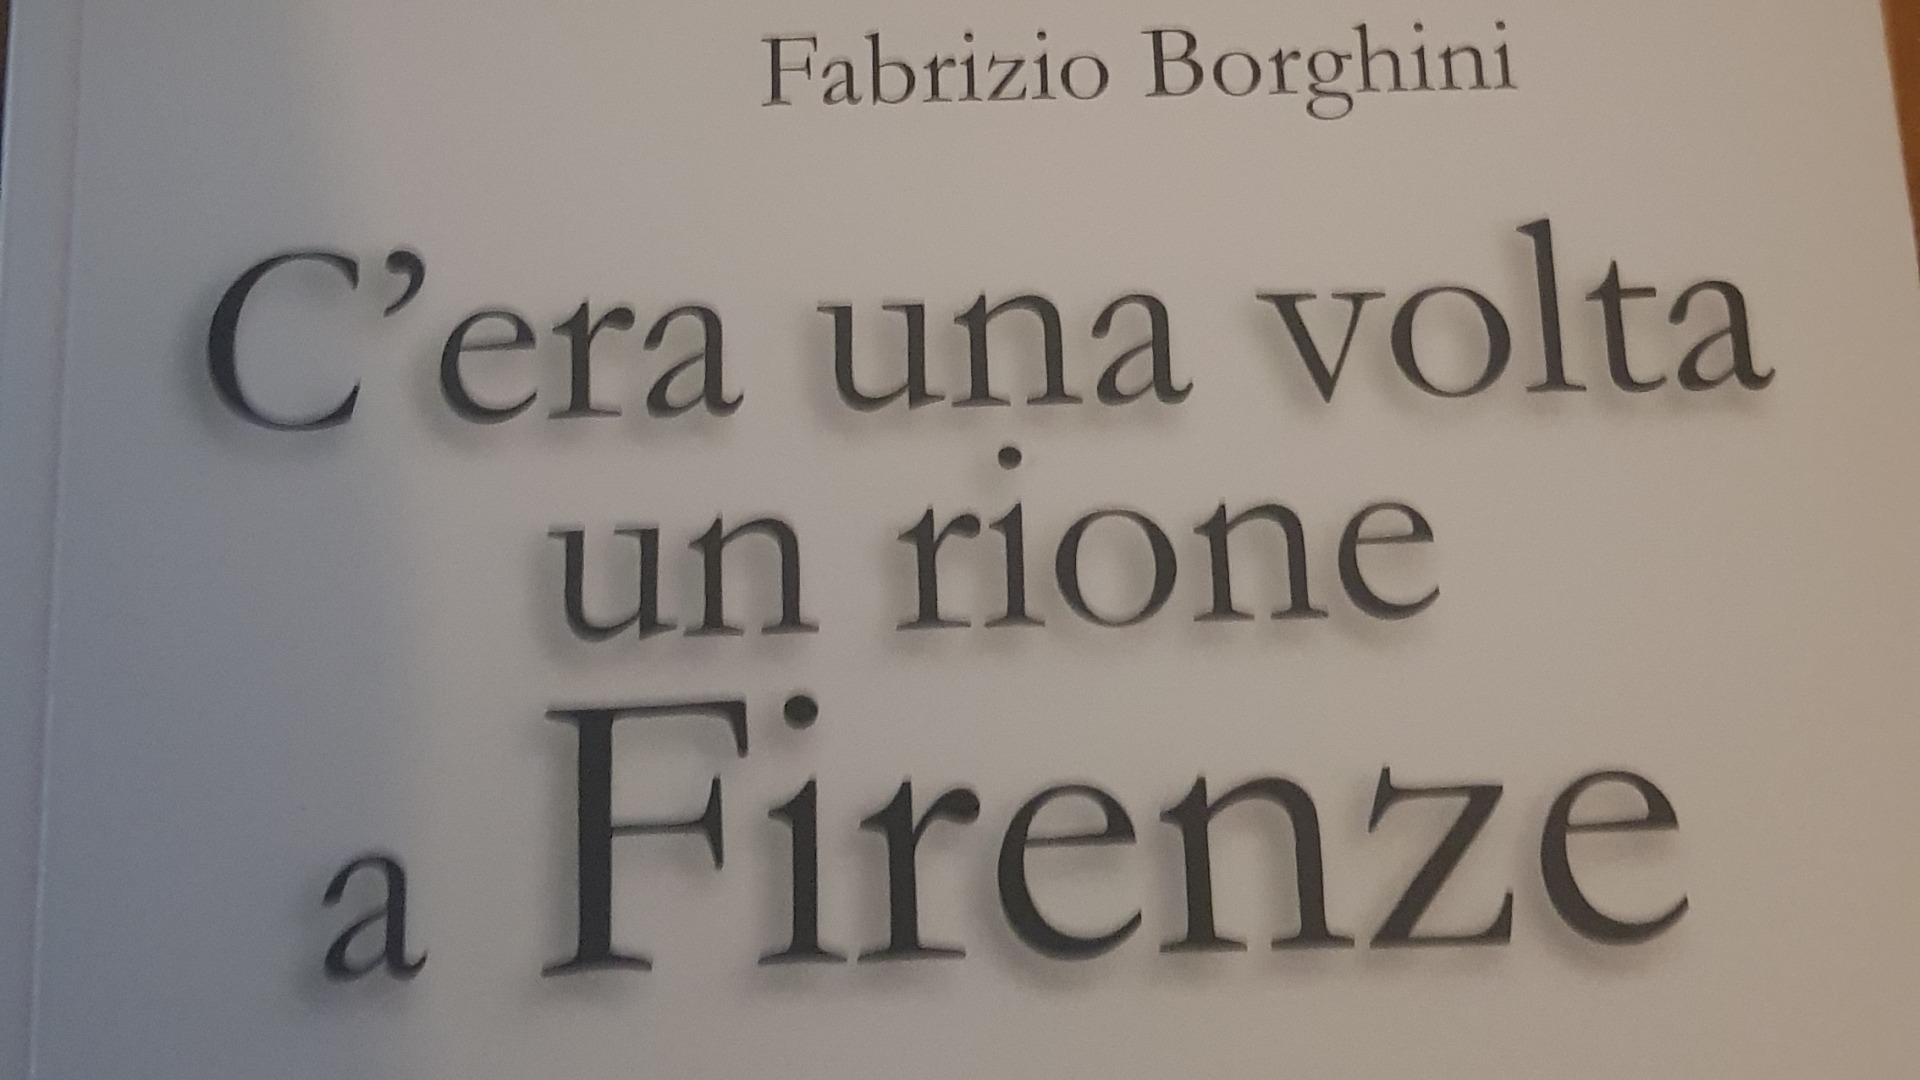 Fabrizio Borghini
C’era una volta
un rione
a Firenze